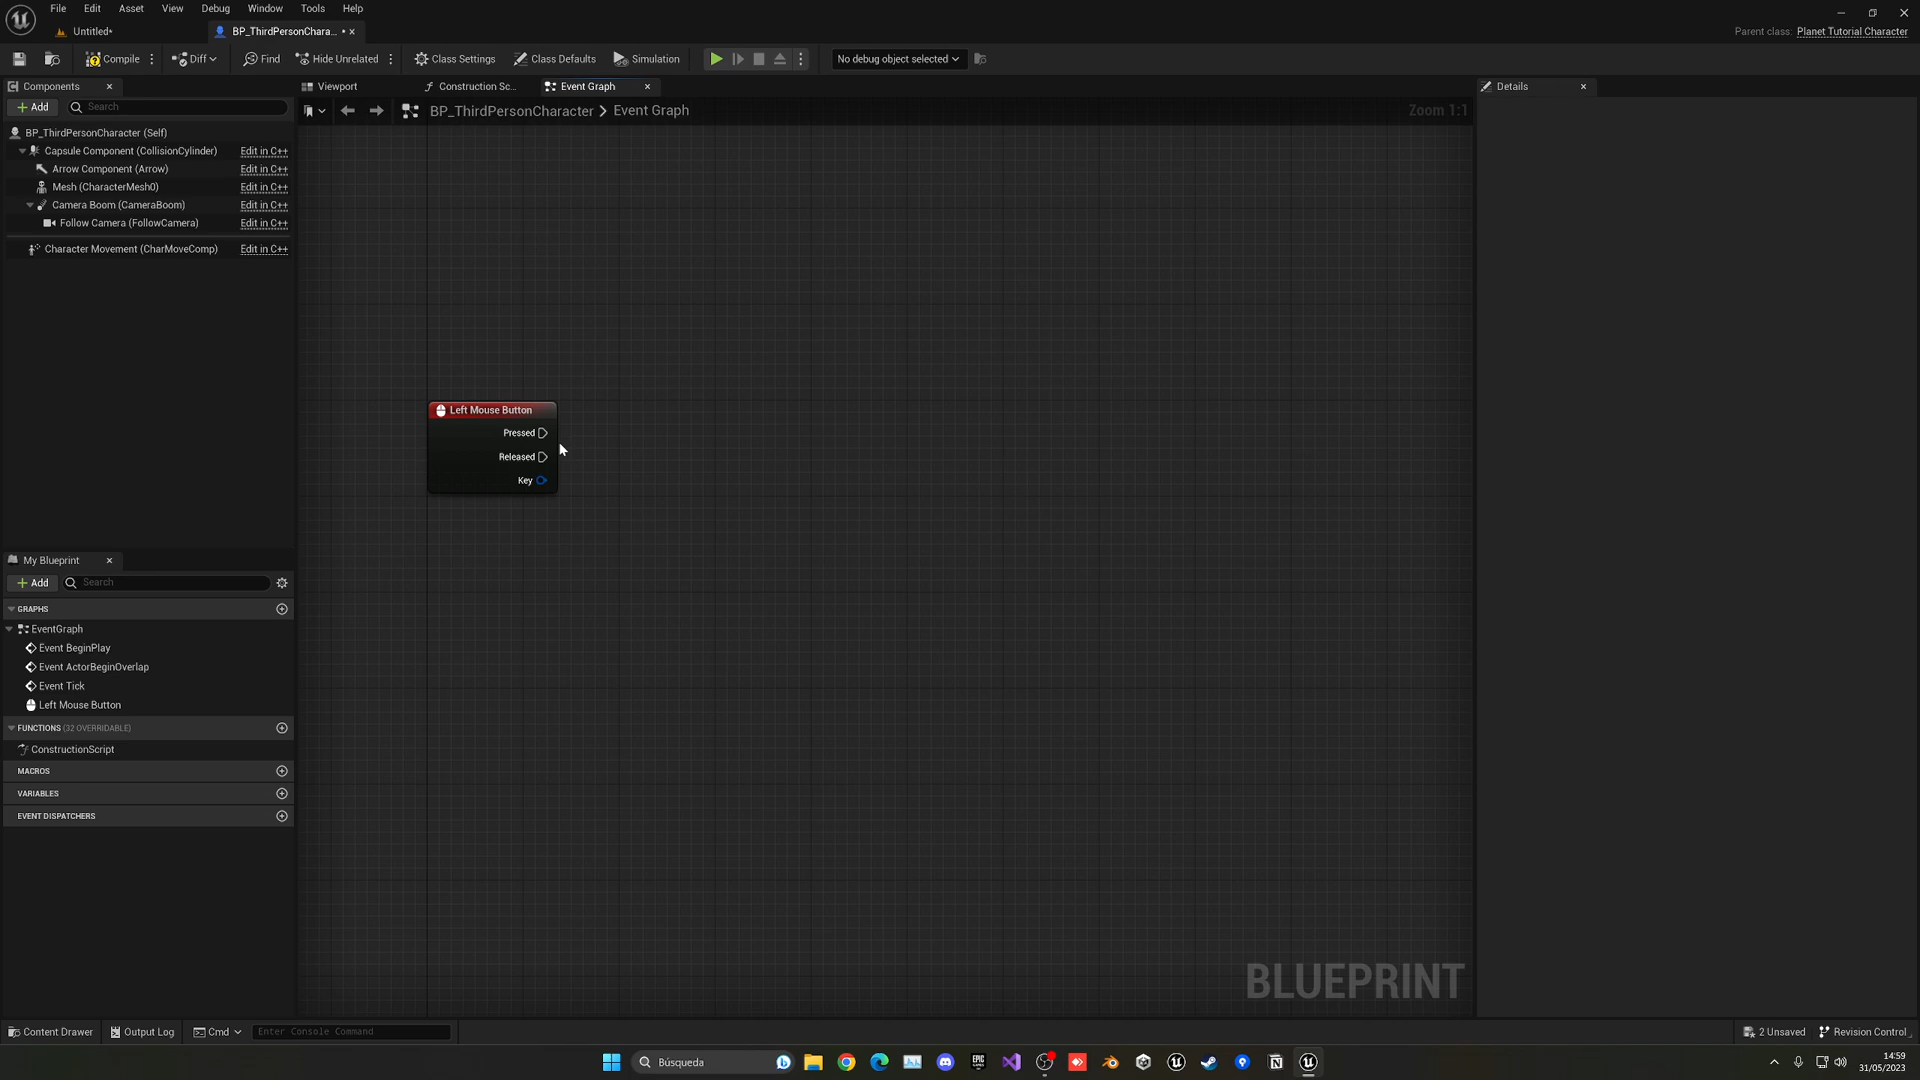 File Edit Asset View Debug Window Tools Help
Untitled*
BP_ThirdPersonChara... •
Parent class: Planet Tutorial Character
Compile Diff Find Hide Unrelated Class Settings Class Defaults Simulation No debug object selected
Components
Viewport
Construction Sc...
Event Graph
Details
Add Search
BP_ThirdPersonCharacter > Event Graph
Zoom 1:1
BP_ThirdPersonCharacter (Self)
Capsule Component (CollisionCylinder) Edit in C++
Arrow Component (Arrow) Edit in C++
Mesh (CharacterMesh0) Edit in C++
Camera Boom (CameraBoom) Edit in C++
Follow Camera (FollowCamera) Edit in C++
Character Movement (CharMoveComp) Edit in C++
Left Mouse Button
Pressed
Released
Key
My Blueprint
Add Search
GRAPHS
EventGraph
Event BeginPlay
Event ActorBeginOverlap
Event Tick
Left Mouse Button
FUNCTIONS (32 OVERRIDABLE)
ConstructionScript
MACROS
VARIABLES
EVENT DISPATCHERS
BLUEPRINT
Content Drawer Output Log Cmd Enter Console Command
2 Unsaved Revision Control
Búsqueda
EPIC GAMES
14:59
31/05/2023